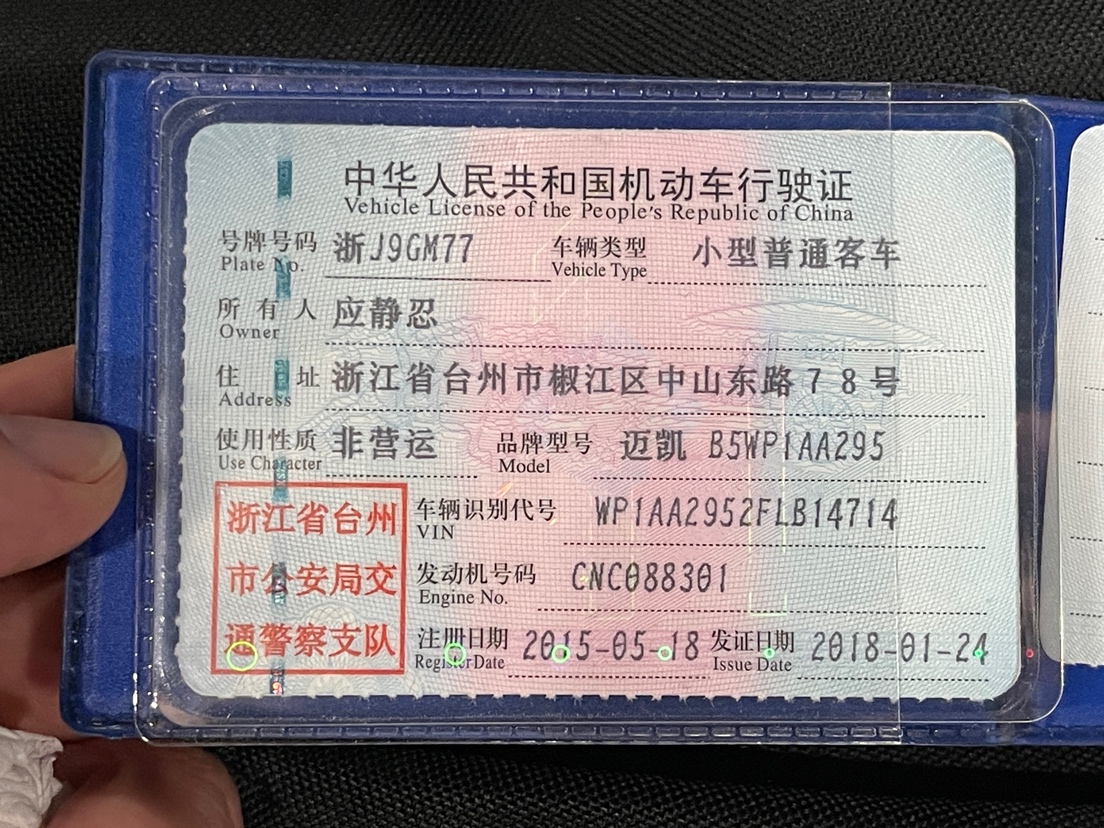 中华人民共和国机动车行驶证
Vehicle License of the People's Republic of China
号牌号码 浙J9GM77 车辆类型 小型普通客车
Plate No. Vehicle Type
所有人 应静忍
Owner
住址 浙江省台州市椒江区中山东路78号
Address
使用性质 非营运 品牌型号 迈凯 B5WP1AA295
Use Character Model
浙江省台州 车辆识别代号 WP1AA2952FLB14714
VIN
市公安局交 发动机号码 CNC088301
Engine No.
通警察支队 注册日期 2015-05-18 发证日期 2018-01-24
Register Date Issue Date